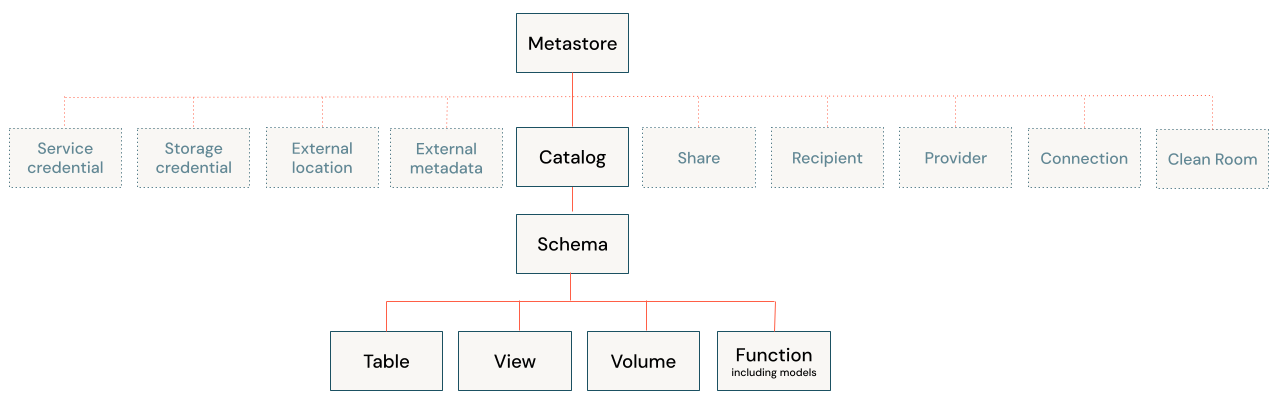 Metastore
Service
credential
Storage
credential
External
location
External
metadata
Catalog
Share
Recipient
Provider
Connection
Clean Room
Schema
Table
View
Volume
Function
including models